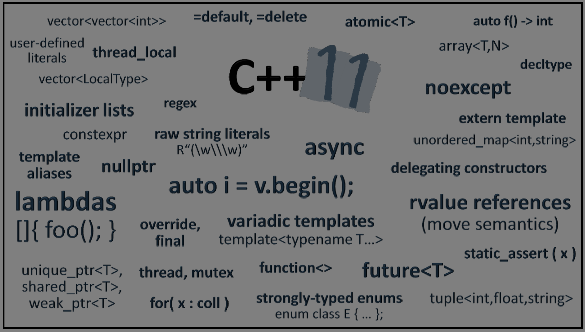 vector<vector<int>>
=default, =delete
atomic<T>
auto f() -> int
user-defined
literals
thread_local
array<T,N>
decltype
vector<LocalType>
C++11
noexcept
initializer lists
regex
extern template
constexpr
raw string literals
R"(\w\\\w)"
async
unordered_map<int,string>
template
aliases
nullptr
delegating constructors
auto i = v.begin();
lambdas
[]{ foo(); }
rvalue references
(move semantics)
override,
final
variadic templates
template<typename T...>
static_assert ( x )
unique_ptr<T>,
shared_ptr<T>,
weak_ptr<T>
thread, mutex
function<>
future<T>
for( x : coll )
strongly-typed enums
enum class E { ... };
tuple<int,float,string>